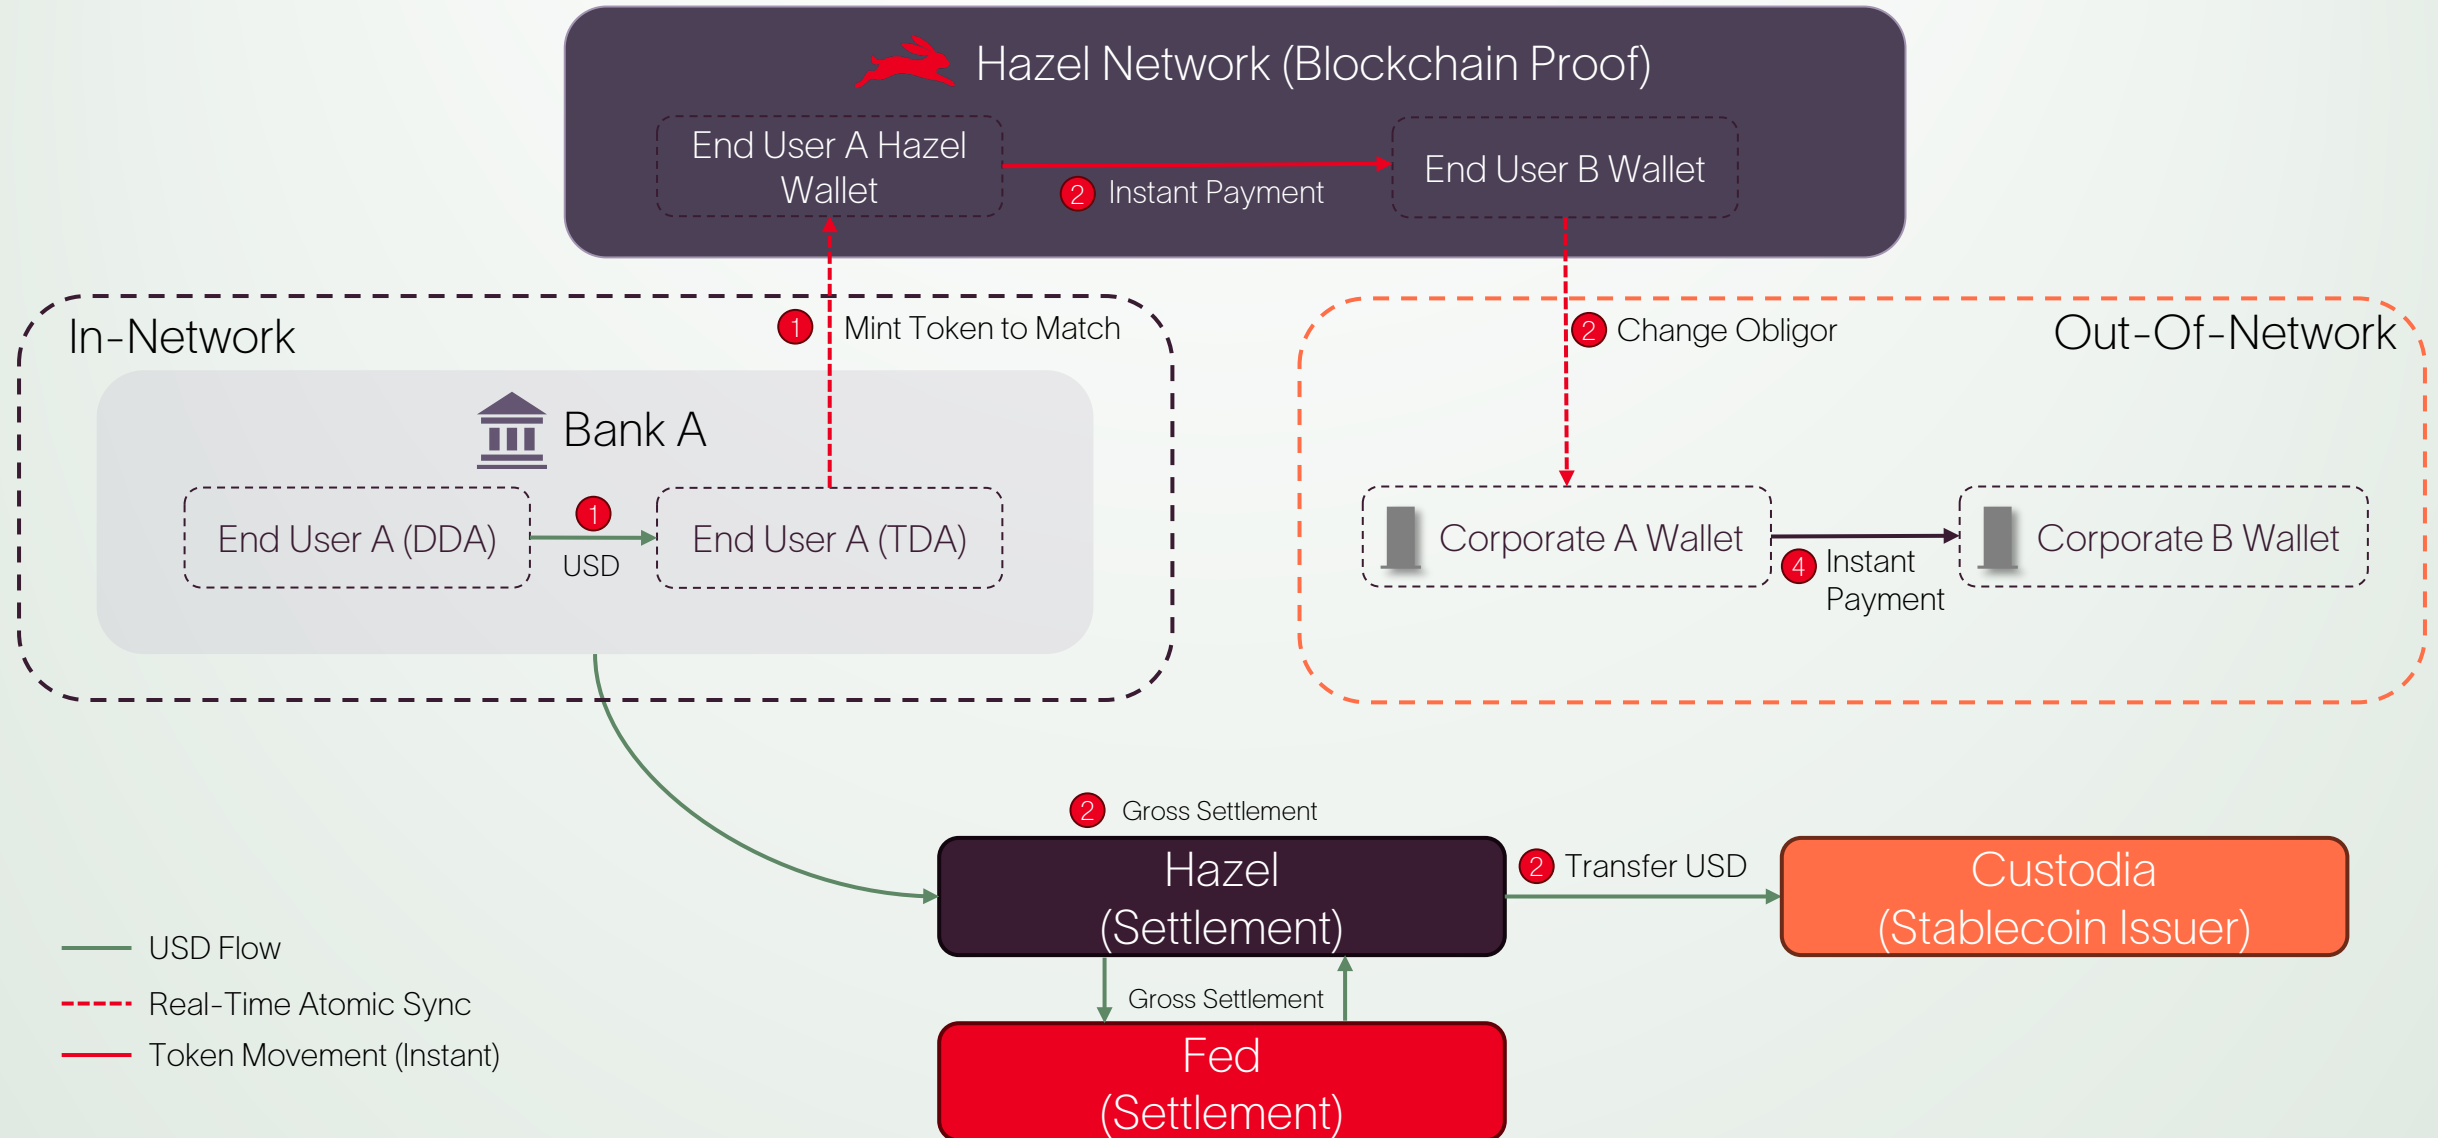 Hazel Network (Blockchain Proof)
End User A Hazel
Wallet
2 Instant Payment
End User B Wallet
In-Network
1 Mint Token to Match
2 Change Obligor
Out-Of-Network
Bank A
End User A (DDA)
1
USD
End User A (TDA)
Corporate A Wallet
4 Instant
Payment
Corporate B Wallet
2 Gross Settlement
Hazel
(Settlement)
2 Transfer USD
Custodia
(Stablecoin Issuer)
Gross Settlement
Fed
(Settlement)
USD Flow
Real-Time Atomic Sync
Token Movement (Instant)